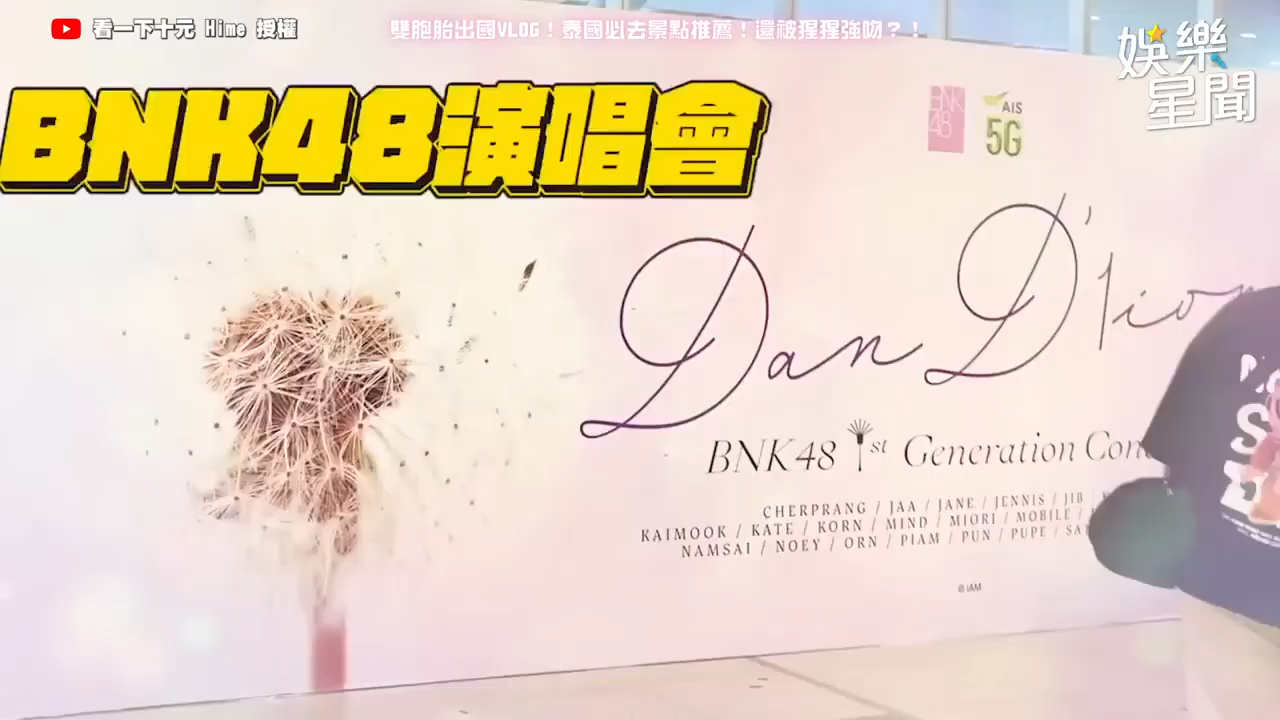 看一下十元 Hime 授權
雙胞胎出國VLOG！泰國必去景點推薦！還被猩猩強吻？！
娛樂
星聞
BNK48演唱會
BNK
48
AIS
5G
Dan D'lion
BNK48 1st Generation
CHERPRANG / JAA / JANE / JENNIS / JIB /
KAIMOOK / KATE / KORN / MIND / MIORI / MOBILE /
NAMSAI / NOEY / ORN / PIAM / PUN / PUPE /
© iAM